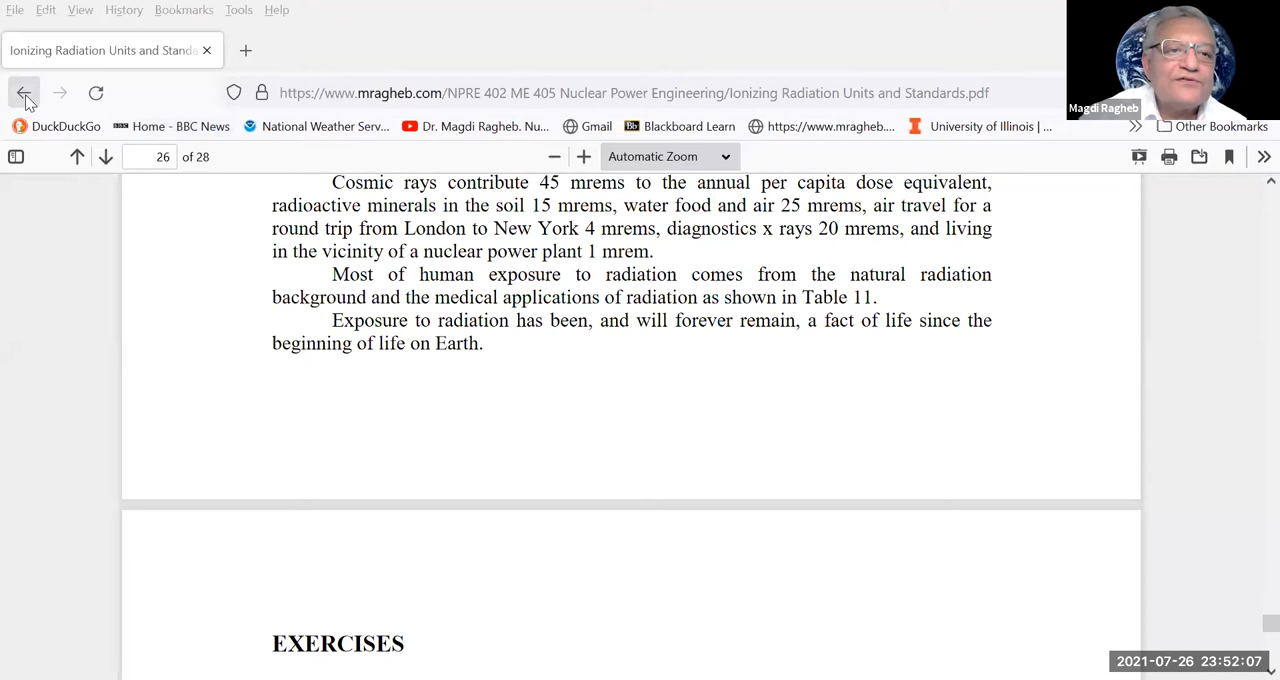 File Edit View History Bookmarks Tools Help
Ionizing Radiation Units and Standa
https://www.mragheb.com/NPRE 402 ME 405 Nuclear Power Engineering/Ionizing Radiation Units and Standards.pdf
Magdi Ragheb
DuckDuckGo BBC Home - BBC News National Weather Serv... Dr. Magdi Ragheb. Nu... Gmail Bb Blackboard Learn https://www.mragheb.... University of Illinois | ... Other Bookmarks
26 of 28 Automatic Zoom
Cosmic rays contribute 45 mrems to the annual per capita dose equivalent,
radioactive minerals in the soil 15 mrems, water food and air 25 mrems, air travel for a
round trip from London to New York 4 mrems, diagnostics x rays 20 mrems, and living
in the vicinity of a nuclear power plant 1 mrem.
Most of human exposure to radiation comes from the natural radiation
background and the medical applications of radiation as shown in Table 11.
Exposure to radiation has been, and will forever remain, a fact of life since the
beginning of life on Earth.
EXERCISES
2021-07-26 23:52:07